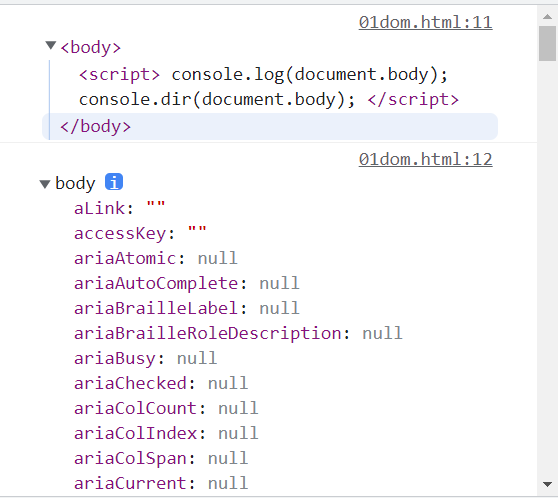 01dom.html:11
<body>
<script> console.log(document.body);
console.dir(document.body); </script>
</body>
01dom.html:12
body i
aLink: ""
accessKey: ""
ariaAtomic: null
ariaAutoComplete: null
ariaBrailleLabel: null
ariaBrailleRoleDescription: null
ariaBusy: null
ariaChecked: null
ariaColCount: null
ariaColIndex: null
ariaColSpan: null
ariaCurrent: null